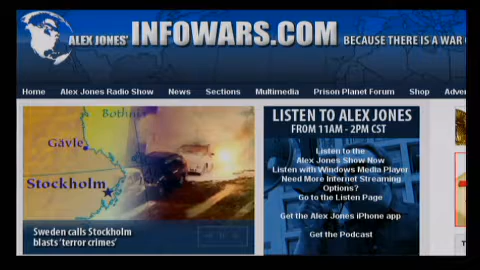 ALEX JONES' INFOWARS.COM BECAUSE THERE IS A WAR
Home Alex Jones Radio Show News Sections Multimedia Prison Planet Forum Shop
Bothni
Gävle
Stockholm
Sweden calls Stockholm
blasts 'terror crimes'
LISTEN TO ALEX JONES
FROM 11AM - 2PM CST
Listen to the
Alex Jones Show Now
Listen with Windows Media Player
Need More Internet Streaming
Options?
Go to the Listen Page
Get the Alex Jones iPhone app
Get the Podcast